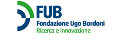 FUB
Fondazione Ugo Bordoni
Ricerca e Innovazione